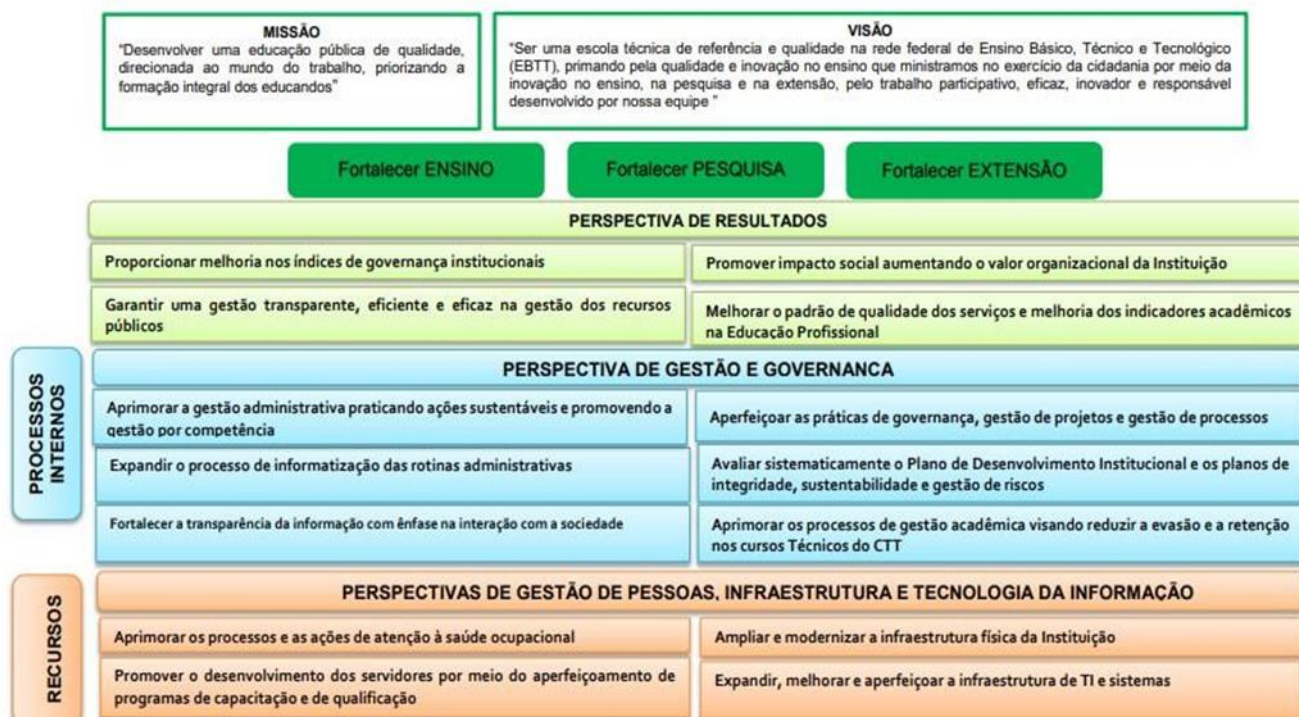 MISSÃO
"Desenvolver uma educação pública de qualidade,
direcionada ao mundo do trabalho, priorizando a
formação integral dos educandos"
VISÃO
"Ser uma escola técnica de referência e qualidade na rede federal de Ensino Básico, Técnico e Tecnológico
(EBTT), primando pela qualidade e inovação no ensino que ministramos no exercício da cidadania por meio da
inovação no ensino, na pesquisa e na extensão, pelo trabalho participativo, eficaz, inovador e responsável
desenvolvido por nossa equipe "
Fortalecer ENSINO
Fortalecer PESQUISA
Fortalecer EXTENSÃO
PERSPECTIVA DE RESULTADOS
Proporcionar melhoria nos índices de governança institucionais
Promover impacto social aumentando o valor organizacional da Instituição
Garantir uma gestão transparente, eficiente e eficaz na gestão dos recursos
públicos
Melhorar o padrão de qualidade dos serviços e melhoria dos indicadores acadêmicos
na Educação Profissional
PROCESSOS
INTERNOS
PERSPECTIVA DE GESTÃO E GOVERNANCA
Aprimorar a gestão administrativa praticando ações sustentáveis e promovendo a
gestão por competência
Aperfeiçoar as práticas de governança, gestão de projetos e gestão de processos
Expandir o processo de informatização das rotinas administrativas
Avaliar sistematicamente o Plano de Desenvolvimento Institucional e os planos de
integridade, sustentabilidade e gestão de riscos
Fortalecer a transparência da informação com ênfase na interação com a sociedade
Aprimorar os processos de gestão acadêmica visando reduzir a evasão e a retenção
nos cursos Técnicos do CTT
RECURSOS
PERSPECTIVAS DE GESTÃO DE PESSOAS, INFRAESTRUTURA E TECNOLOGIA DA INFORMAÇÃO
Aprimorar os processos e as ações de atenção à saúde ocupacional
Ampliar e modernizar a infraestrutura física da Instituição
Promover o desenvolvimento dos servidores por meio do aperfeiçoamento de
programas de capacitação e de qualificação
Expandir, melhorar e aperfeiçoar a infraestrutura de TI e sistemas